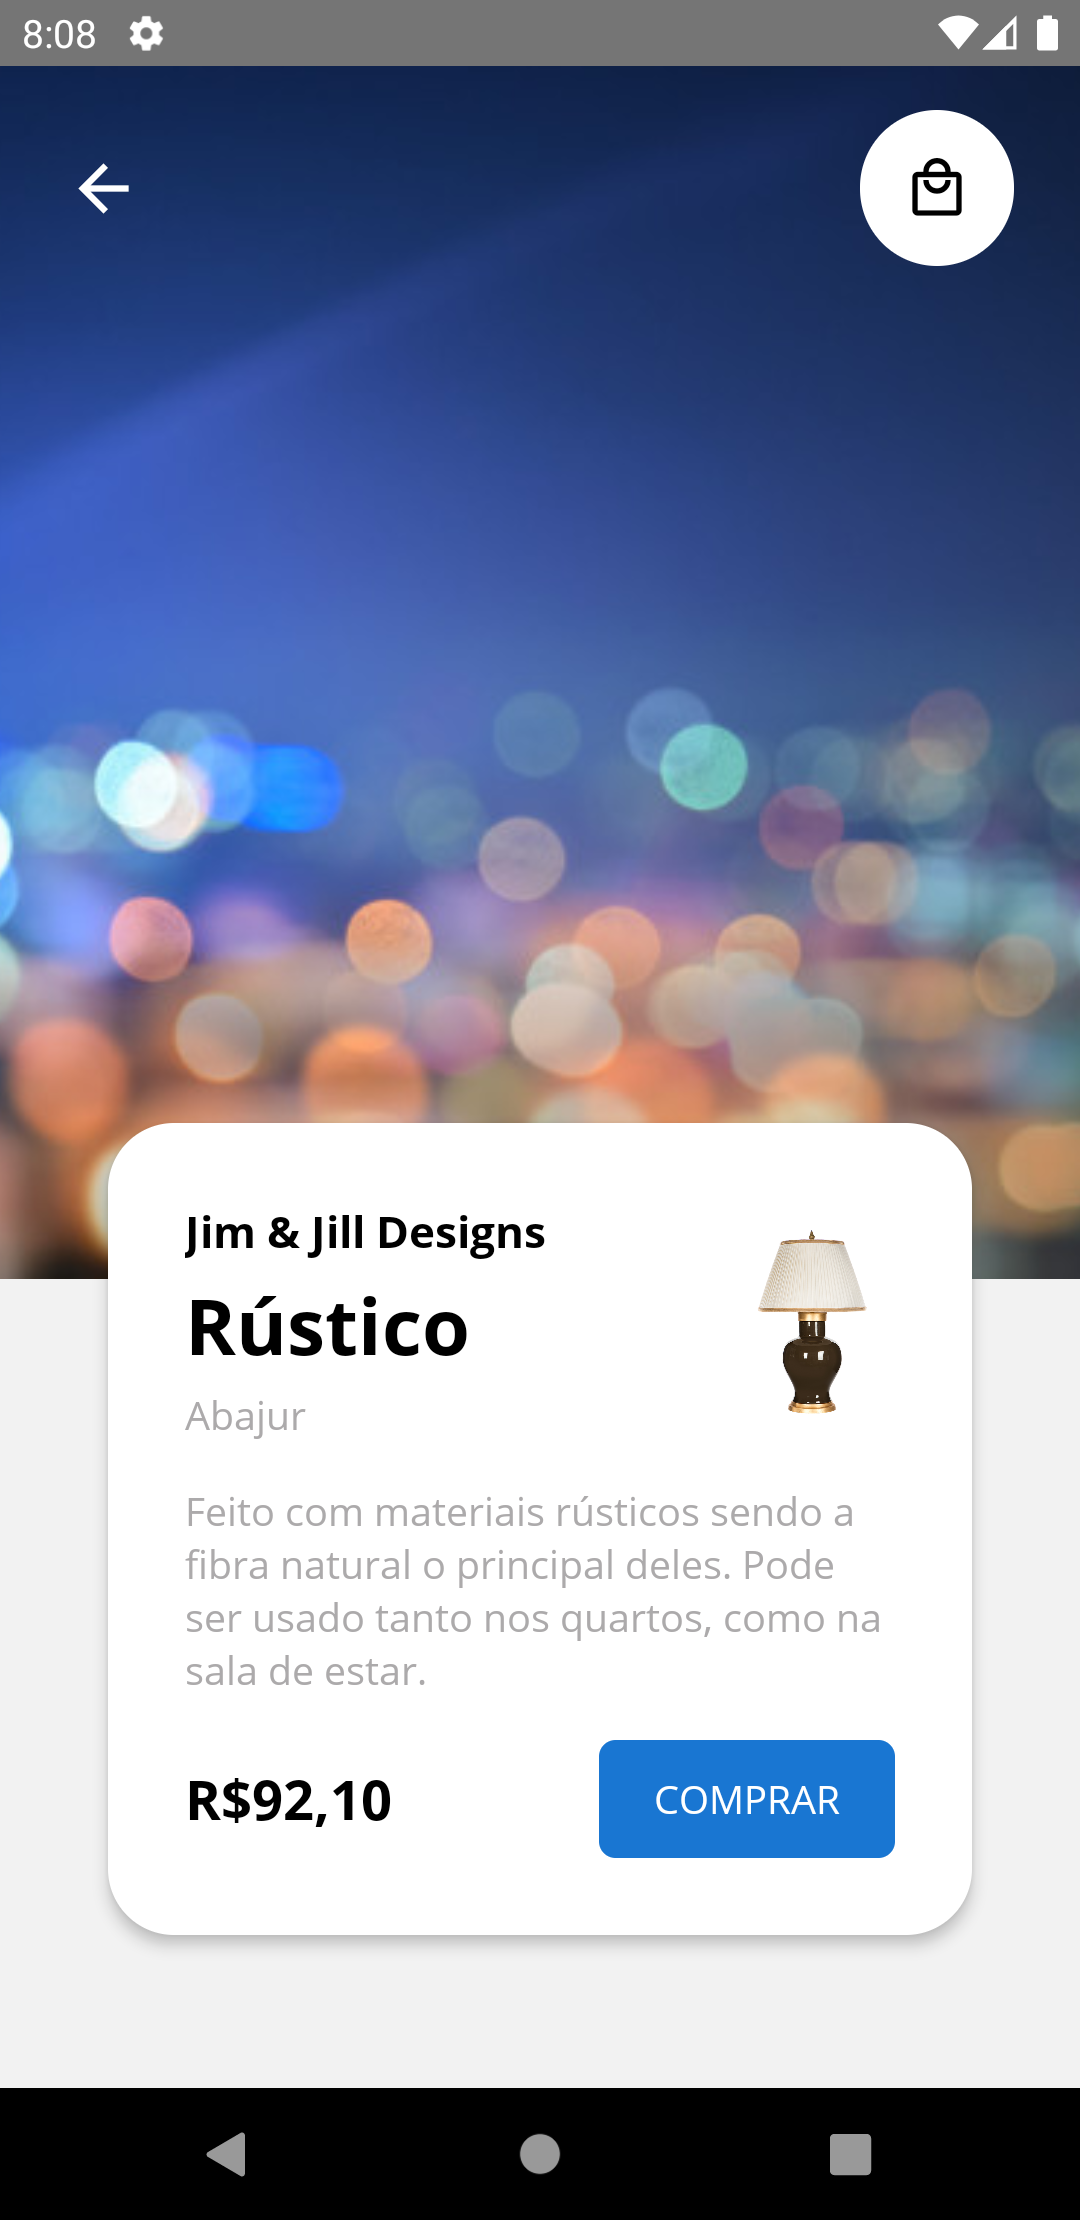 8:08
Jim & Jill Designs
Rústico
Abajur
Feito com materiais rústicos sendo a
fibra natural o principal deles. Pode
ser usado tanto nos quartos, como na
sala de estar.
R$92,10
COMPRAR